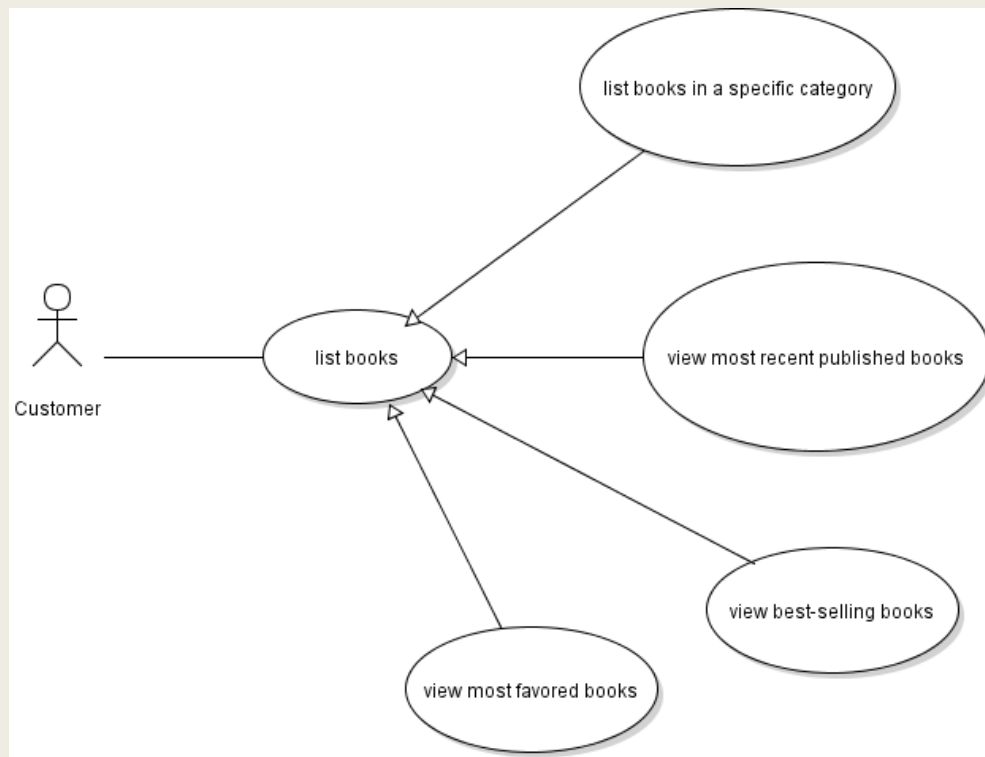 list books in a specific category
list books
view most recent published books
Customer
view best-selling books
view most favored books